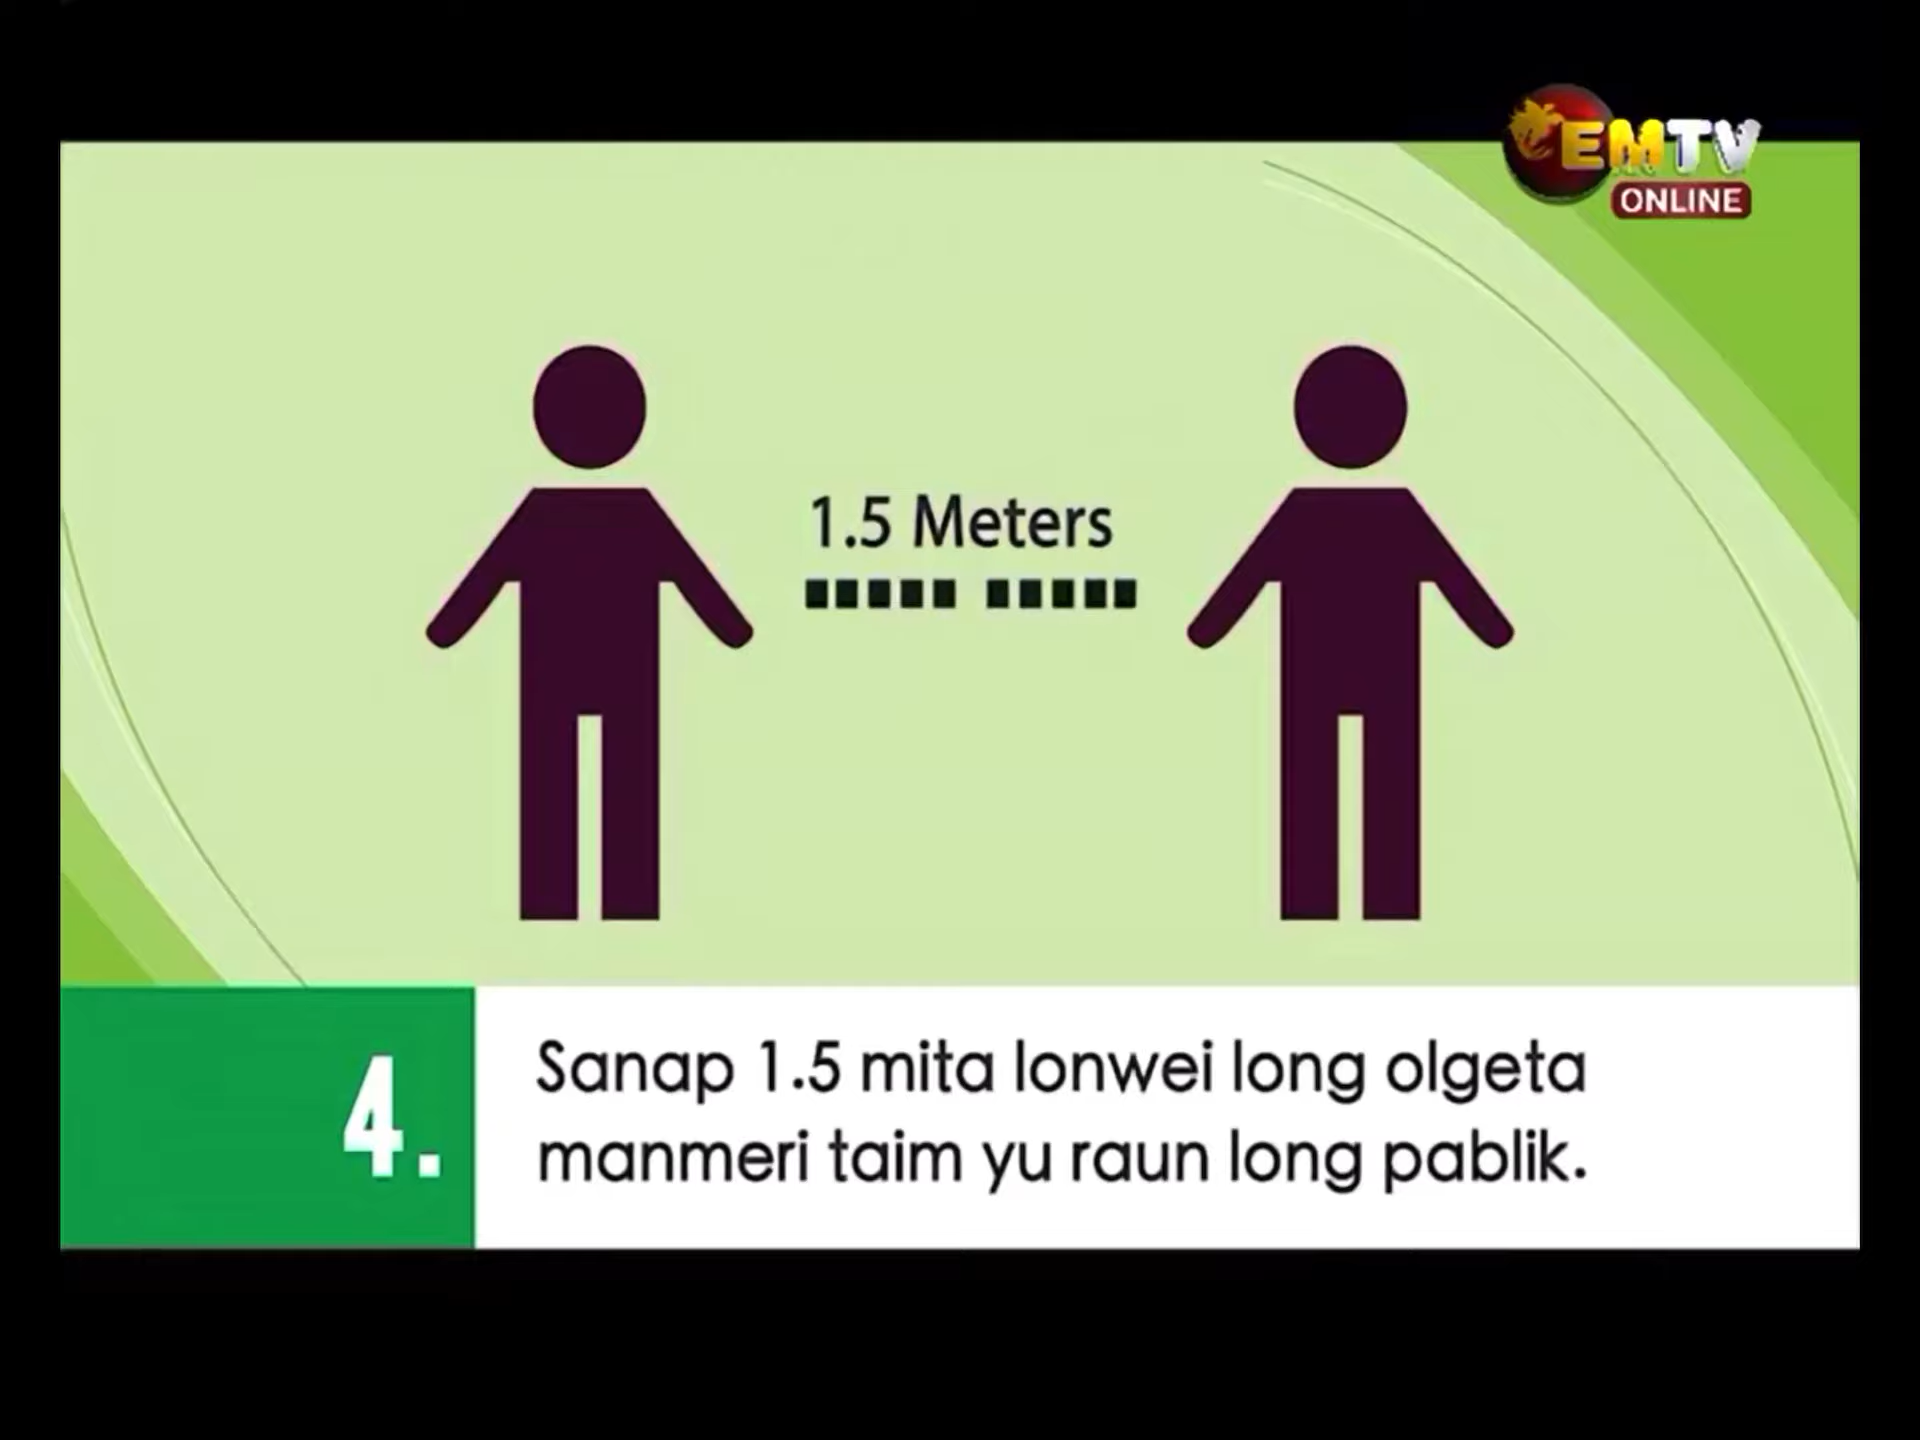 EMTV
ONLINE
1.5 Meters
4.
Sanap 1.5 mita lonwei long olgeta
manmeri taim yu raun long pablik.